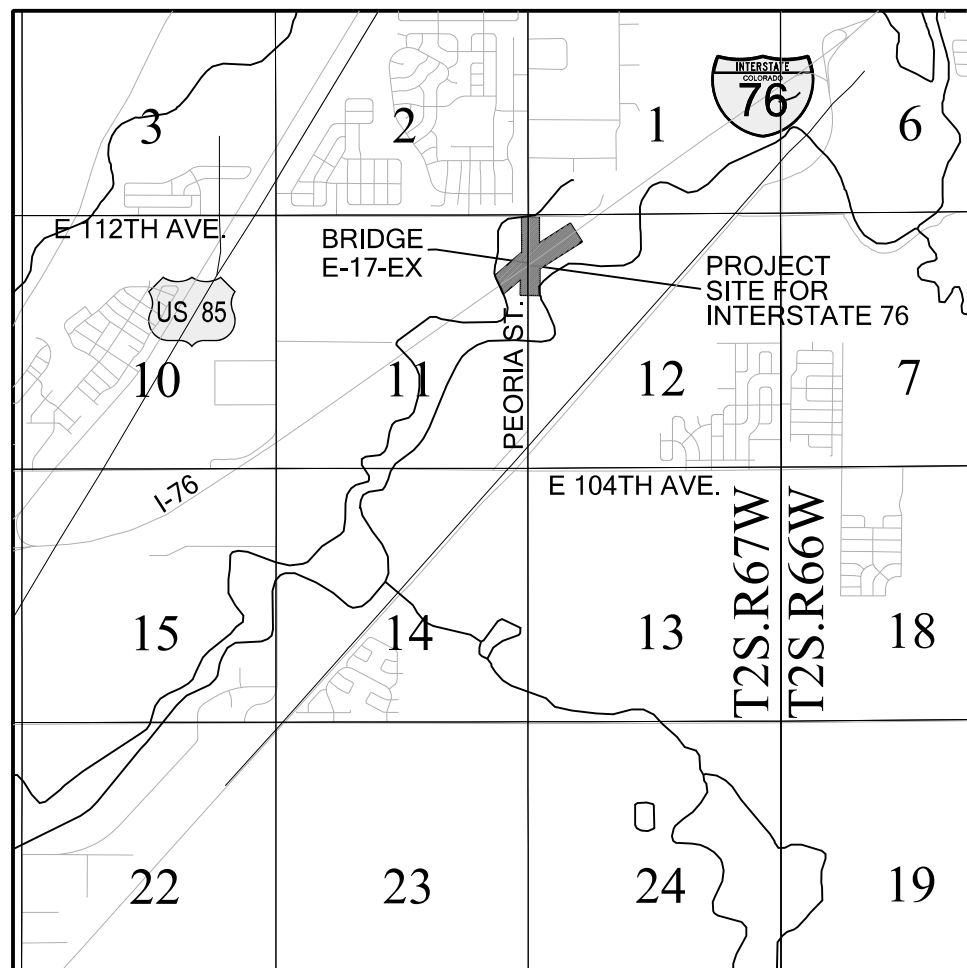 INTERSTATE
COLORADO
76
3
2
1
6
E 112TH AVE.
BRIDGE
E-17-EX
PROJECT
SITE FOR
INTERSTATE 76
US 85
PEORIA ST.
10
11
12
7
I-76
E 104TH AVE.
T2S.R67W
T2S.R66W
15
14
13
18
22
23
24
19